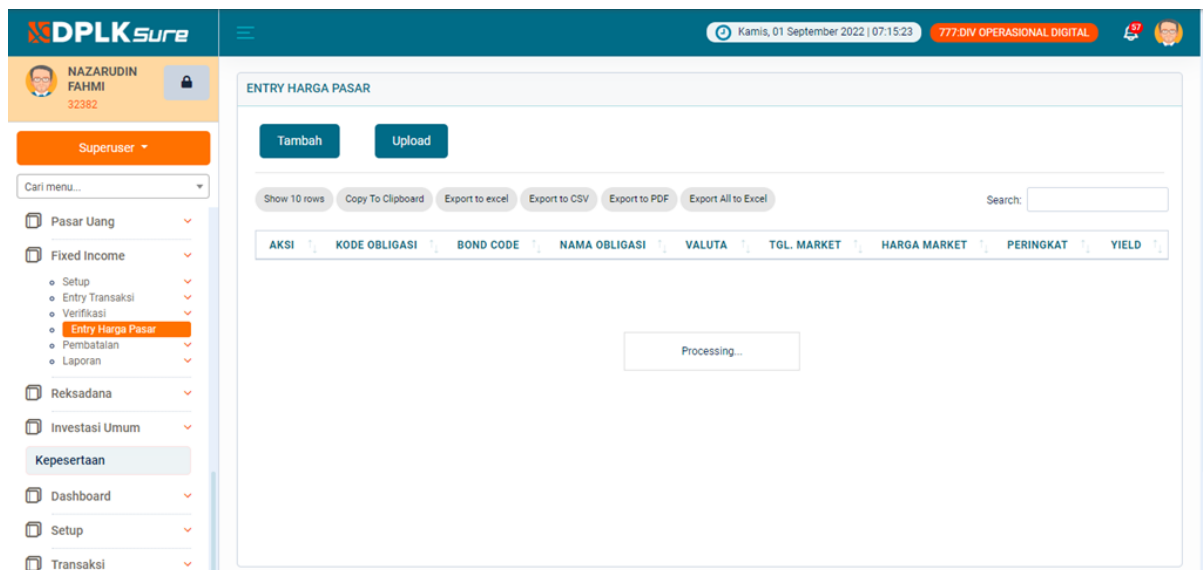 DPLKSure
Kamis, 01 September 2022 | 07:15:23
777:DIV OPERASIONAL DIGITAL
57
NAZARUDIN
FAHMI
32382
Superuser
Cari menu...
Pasar Uang
Fixed Income
Setup
Entry Transaksi
Verifikasi
Entry Harga Pasar
Pembatalan
Laporan
Reksadana
Investasi Umum
Kepesertaan
Dashboard
Setup
Transaksi
ENTRY HARGA PASAR
Tambah Upload
Show 10 rows Copy To Clipboard Export to excel Export to CSV Export to PDF Export All to Excel Search:
AKSI KODE OBLIGASI BOND CODE NAMA OBLIGASI VALUTA TGL. MARKET HARGA MARKET PERINGKAT YIELD
Processing...